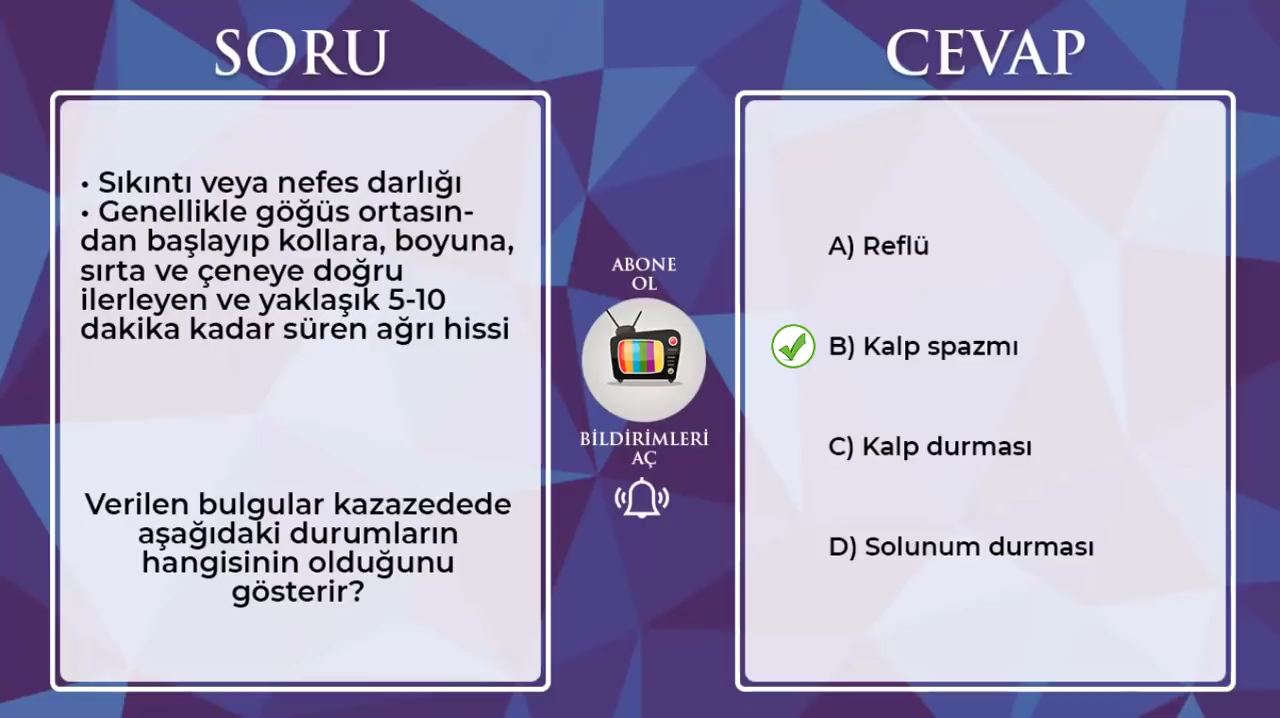 SORU
• Sıkıntı veya nefes darlığı
• Genellikle göğüs ortasın-
dan başlayıp kollara, boyuna,
sırta ve çeneye doğru
ilerleyen ve yaklaşık 5-10
dakika kadar süren ağrı hissi
Verilen bulgular kazazedede
aşağıdaki durumların
hangisinin olduğunu
gösterir?
ABONE
OL
BİLDİRİMLERİ
AÇ
CEVAP
A) Reflü
B) Kalp spazmı
C) Kalp durması
D) Solunum durması